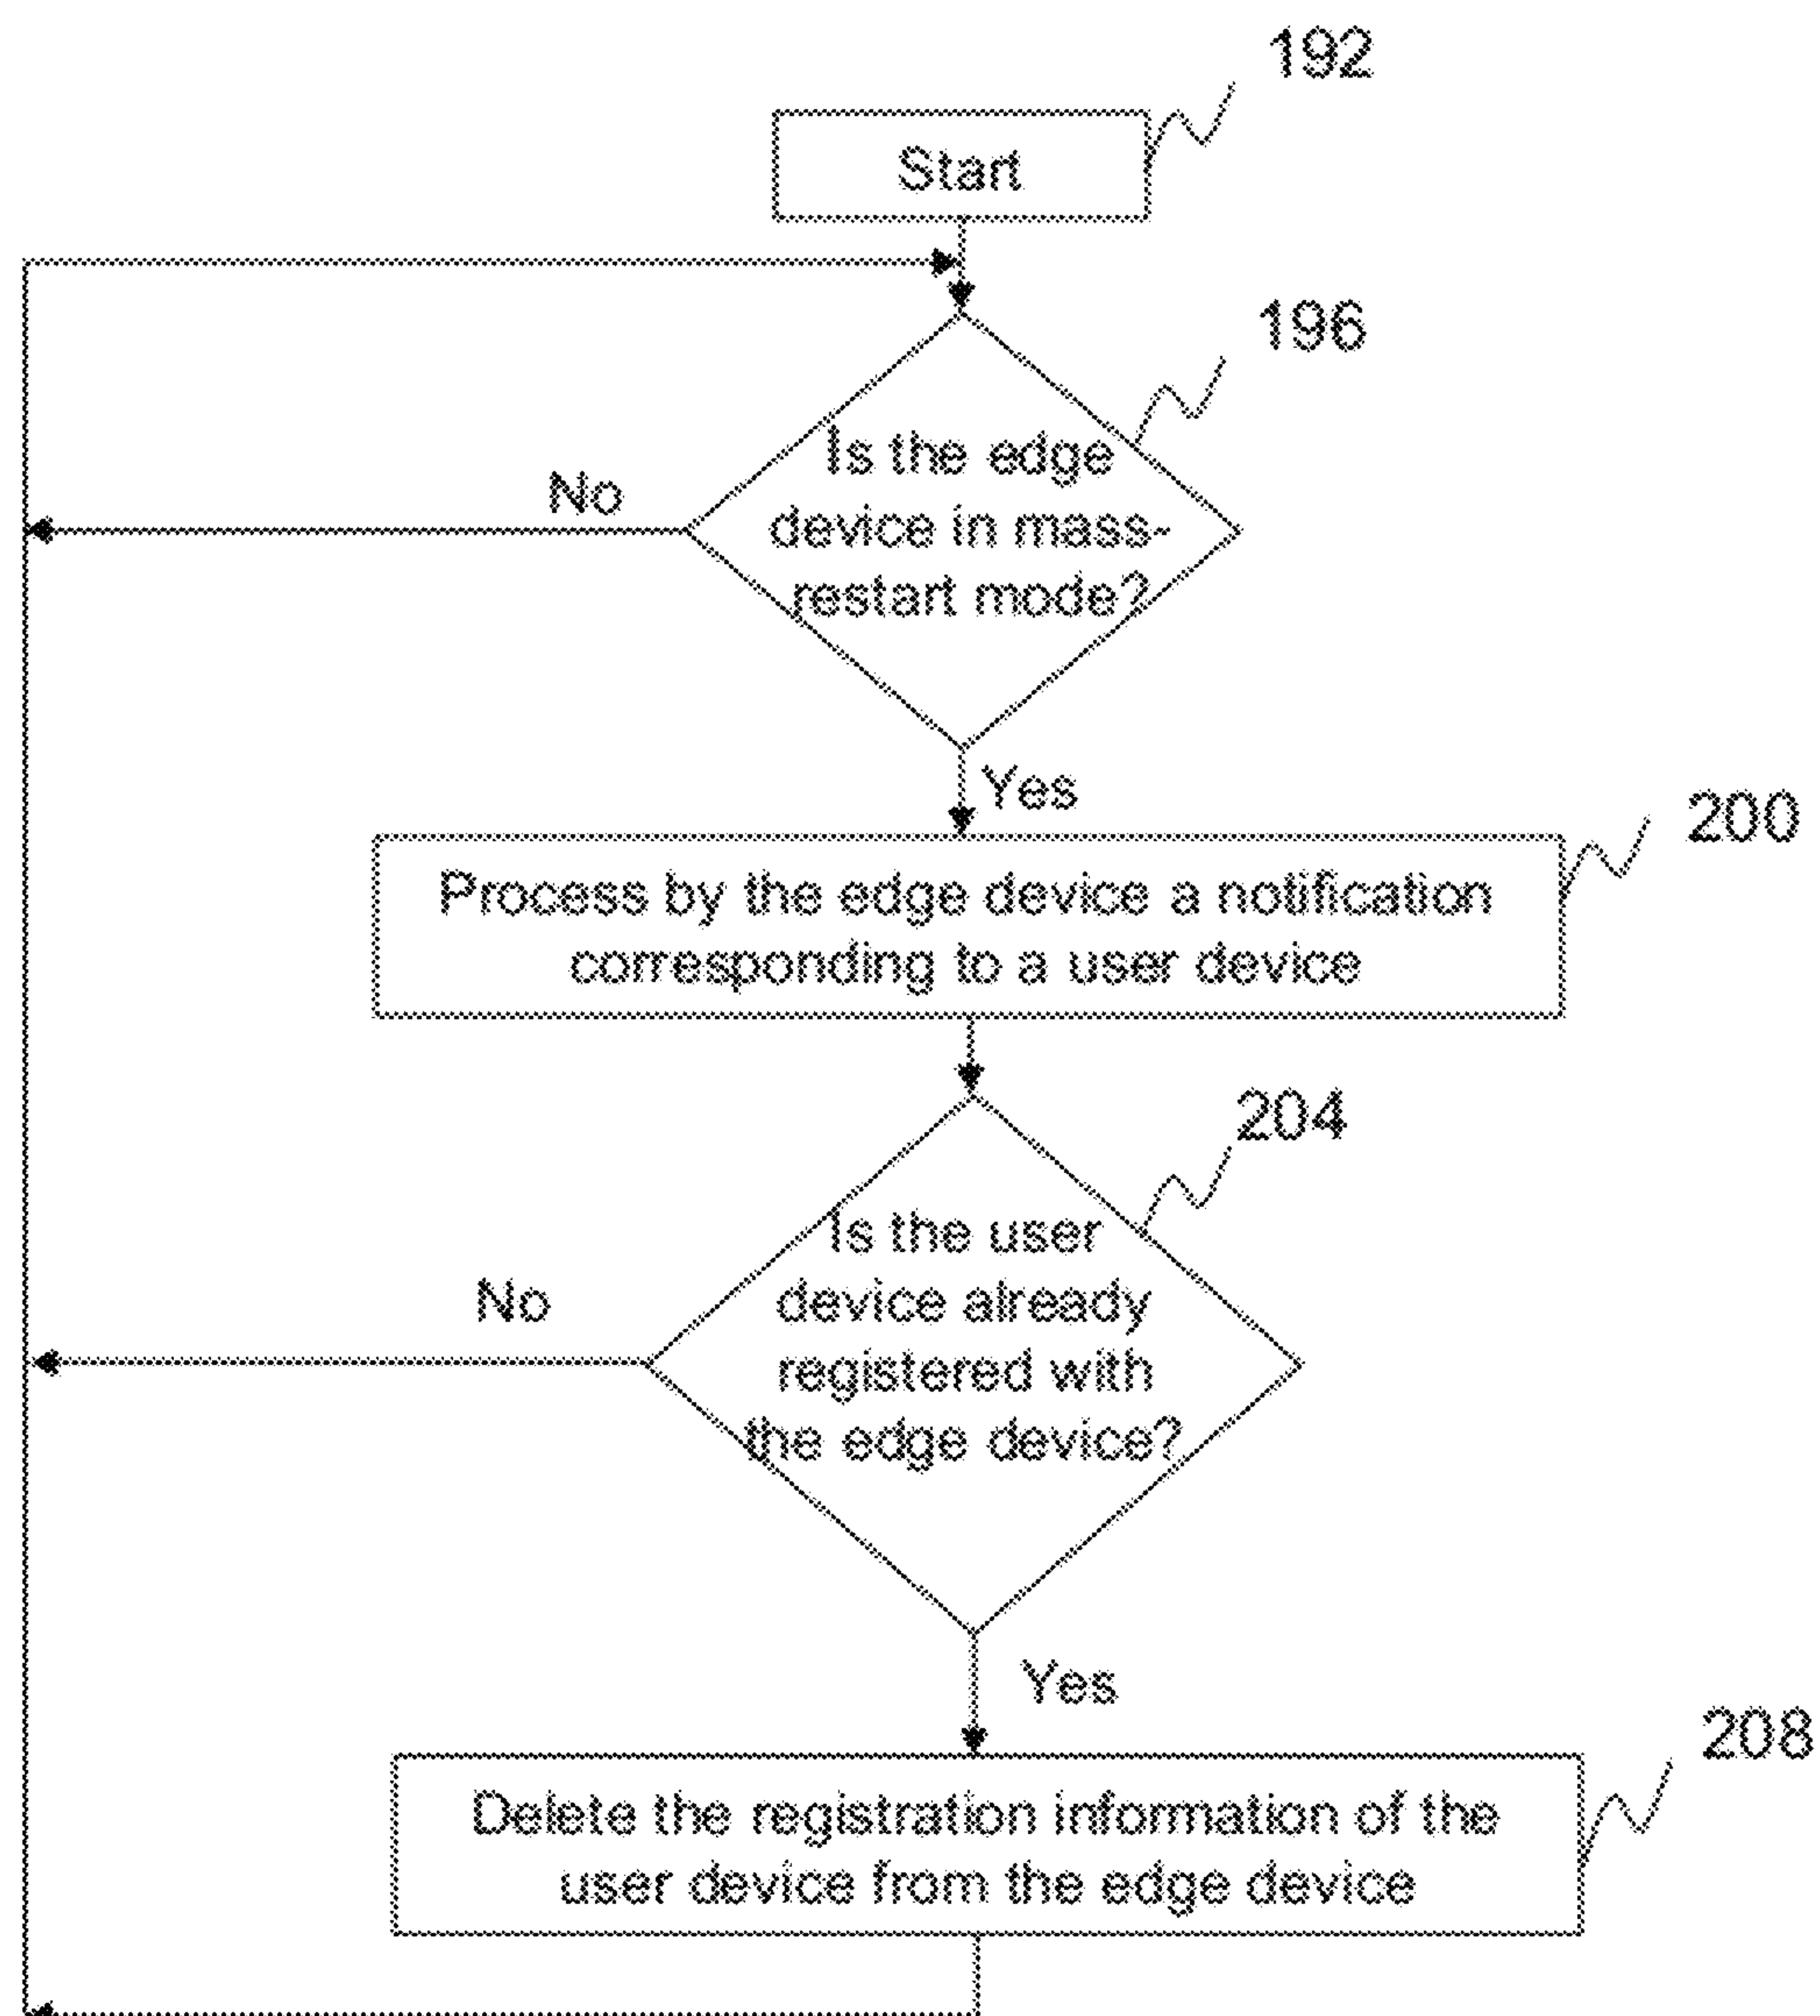 192
Start
196
Is the edge
device in mass-
restart mode?
No
Yes
200
Process by the edge device a notification
corresponding to a user device
204
Is the user
device already
registered with
the edge device?
No
Yes
208
Delete the registration information of the
user device from the edge device